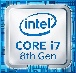 intel
CORE i7
8th Gen